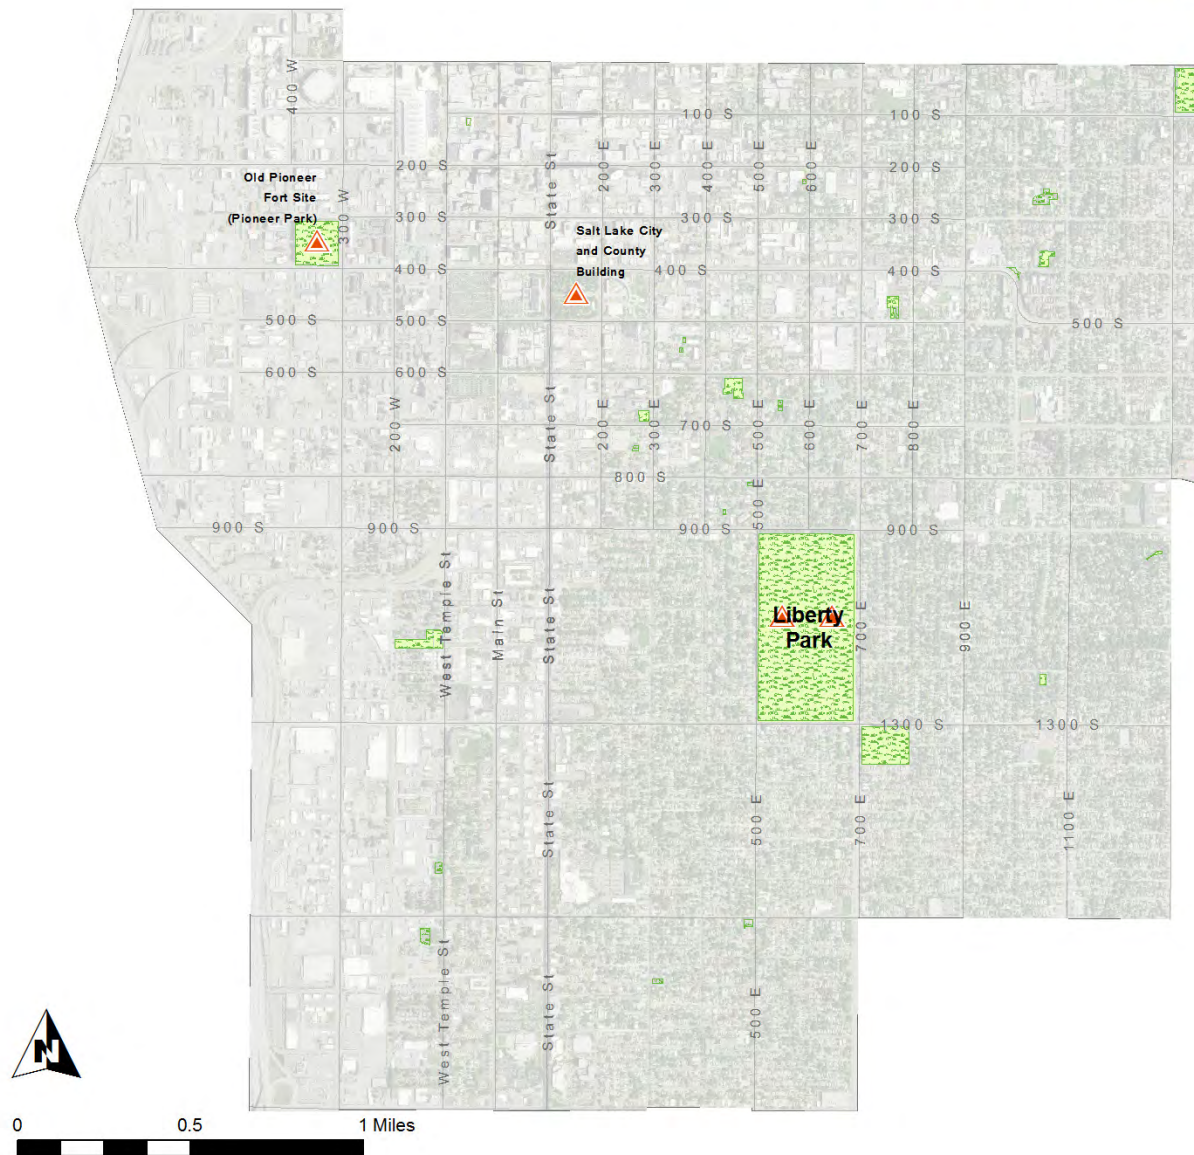 400 W
100 S
100 S
200 S
200 E
300 E
400 E
500 E
600 E
200 S
200 S
State St
Old Pioneer
Fort Site
(Pioneer Park)
300 W
300 S
300 S
300 S
Salt Lake City
and County
Building
400 S
400 S
400 S
500 S
500 S
500 S
600 S
600 S
200 W
State St
200 E
300 E
700 S
500 E
600 E
700 E
800 E
800 S
500 E
900 S
900 S
900 S
900 S
West Temple St
Main St
State St
Liberty
Park
700 E
900 E
1300 S
1300 S
State St
500 E
700 E
1100 E
West Temple St
State St
500 E
N
0
0.5
1 Miles